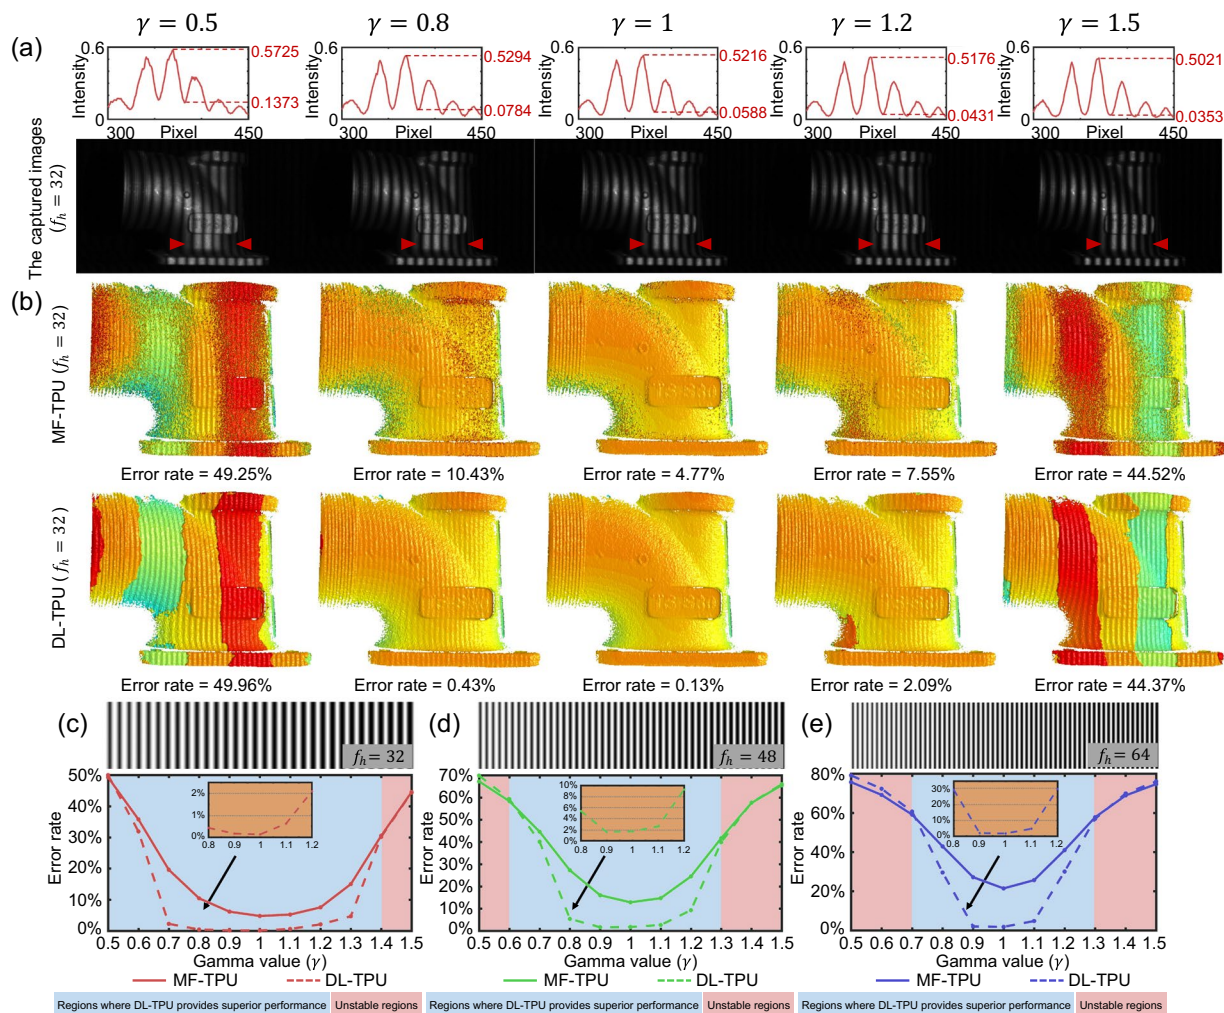 γ = 0.5 γ = 0.8 γ = 1 γ = 1.2 γ = 1.5
(a)
Intensity 0.6 0 300 Pixel 450 0.5725 0.1373
Intensity 0.6 0 300 Pixel 450 0.5294 0.0784
Intensity 0.6 0 300 Pixel 450 0.5216 0.0588
Intensity 0.6 0 300 Pixel 450 0.5176 0.0431
Intensity 0.6 0 300 Pixel 450 0.5021 0.0353
The captured images
(f_h = 32)
(b)
MF-TPU (f_h = 32)
Error rate = 49.25% Error rate = 10.43% Error rate = 4.77% Error rate = 7.55% Error rate = 44.52%
DL-TPU (f_h = 32)
Error rate = 49.96% Error rate = 0.43% Error rate = 0.13% Error rate = 2.09% Error rate = 44.37%
(c)
f_h = 32
Error rate
50%
40%
30%
20%
10%
0%
2%
1%
0%
0.8 0.9 1 1.1 1.2
0.5 0.6 0.7 0.8 0.9 1 1.1 1.2 1.3 1.4 1.5
Gamma value (γ)
MF-TPU DL-TPU
Regions where DL-TPU provides superior performance Unstable regions
(d)
f_h = 48
Error rate
70%
60%
50%
40%
30%
20%
10%
0%
10%
8%
6%
4%
2%
0%
0.8 0.9 1 1.1 1.2
0.5 0.6 0.7 0.8 0.9 1 1.1 1.2 1.3 1.4 1.5
Gamma value (γ)
MF-TPU DL-TPU
Regions where DL-TPU provides superior performance Unstable regions
(e)
f_h = 64
Error rate
80%
60%
40%
20%
0%
30%
20%
10%
0%
0.8 0.9 1 1.1 1.2
0.5 0.6 0.7 0.8 0.9 1 1.1 1.2 1.3 1.4 1.5
Gamma value (γ)
MF-TPU DL-TPU
Regions where DL-TPU provides superior performance Unstable regions